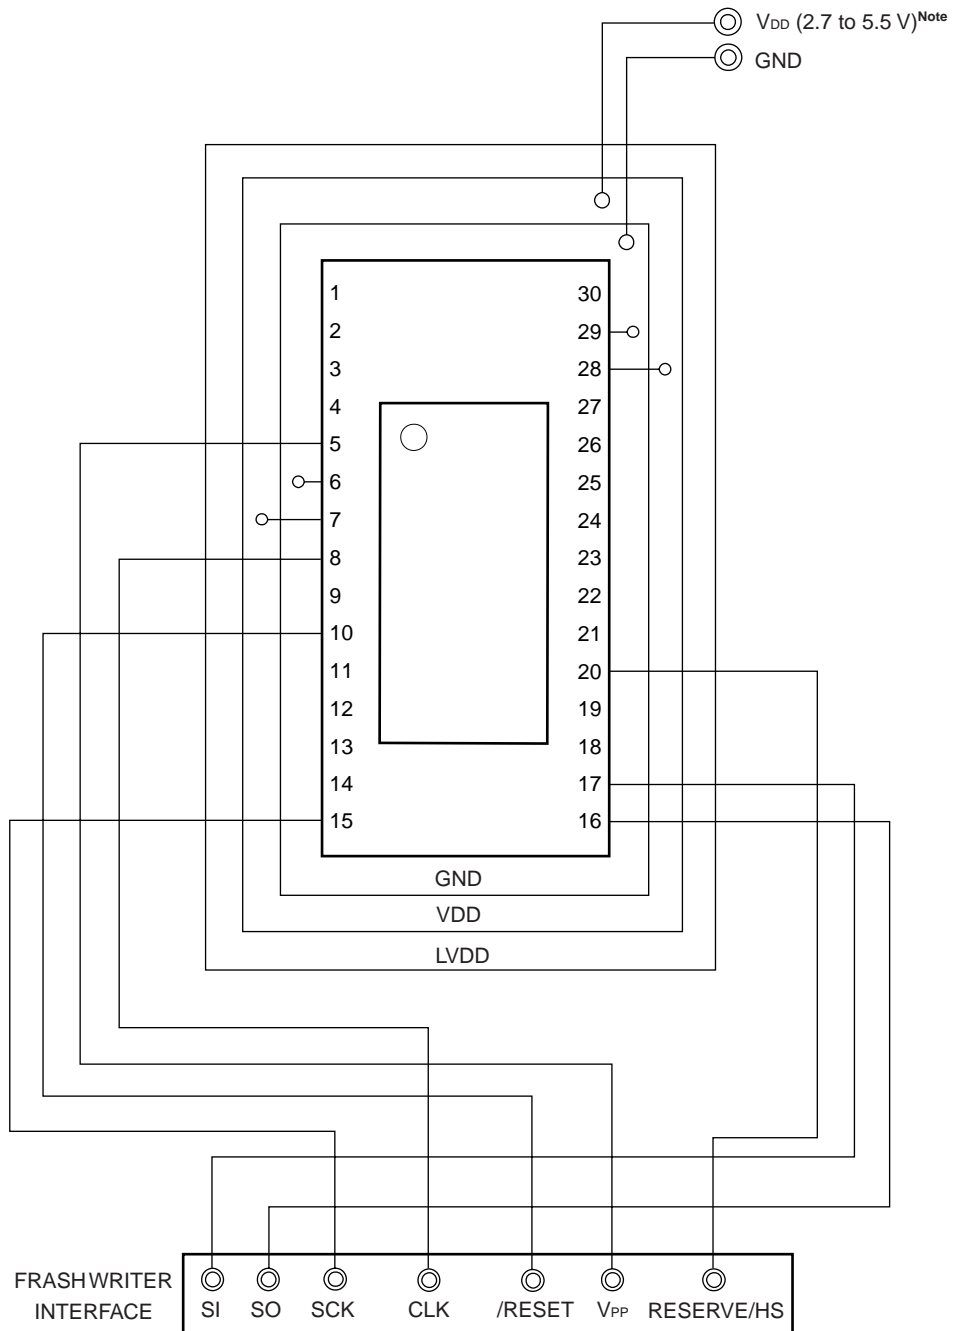 VDD (2.7 to 5.5 V)Note
GND
1 30
2 29
3 28
4 27
5 26
6 25
7 24
8 23
9 22
10 21
11 20
12 19
13 18
14 17
15 16
GND
VDD
LVDD
FRASH WRITER
INTERFACE
SI SO SCK CLK /RESET VPP RESERVE/HS